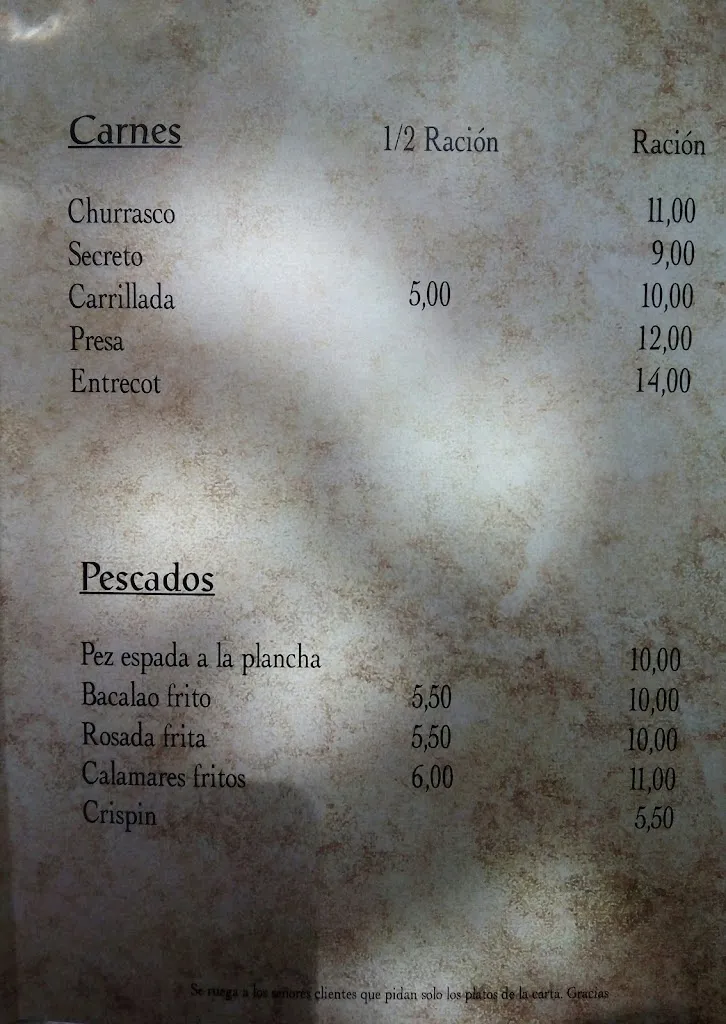 Carnes 1/2 Ración Ración
Churrasco 11,00
Secreto 9,00
Carrillada 5,00 10,00
Presa 12,00
Entrecot 14,00
Pescados
Pez espada a la plancha 10,00
Bacalao frito 5,50 10,00
Rosada frita 5,50 10,00
Calamares fritos 6,00 11,00
Crispin 5,50
Se ruega a los señores clientes que pidan solo los platos de la carta. Gracias